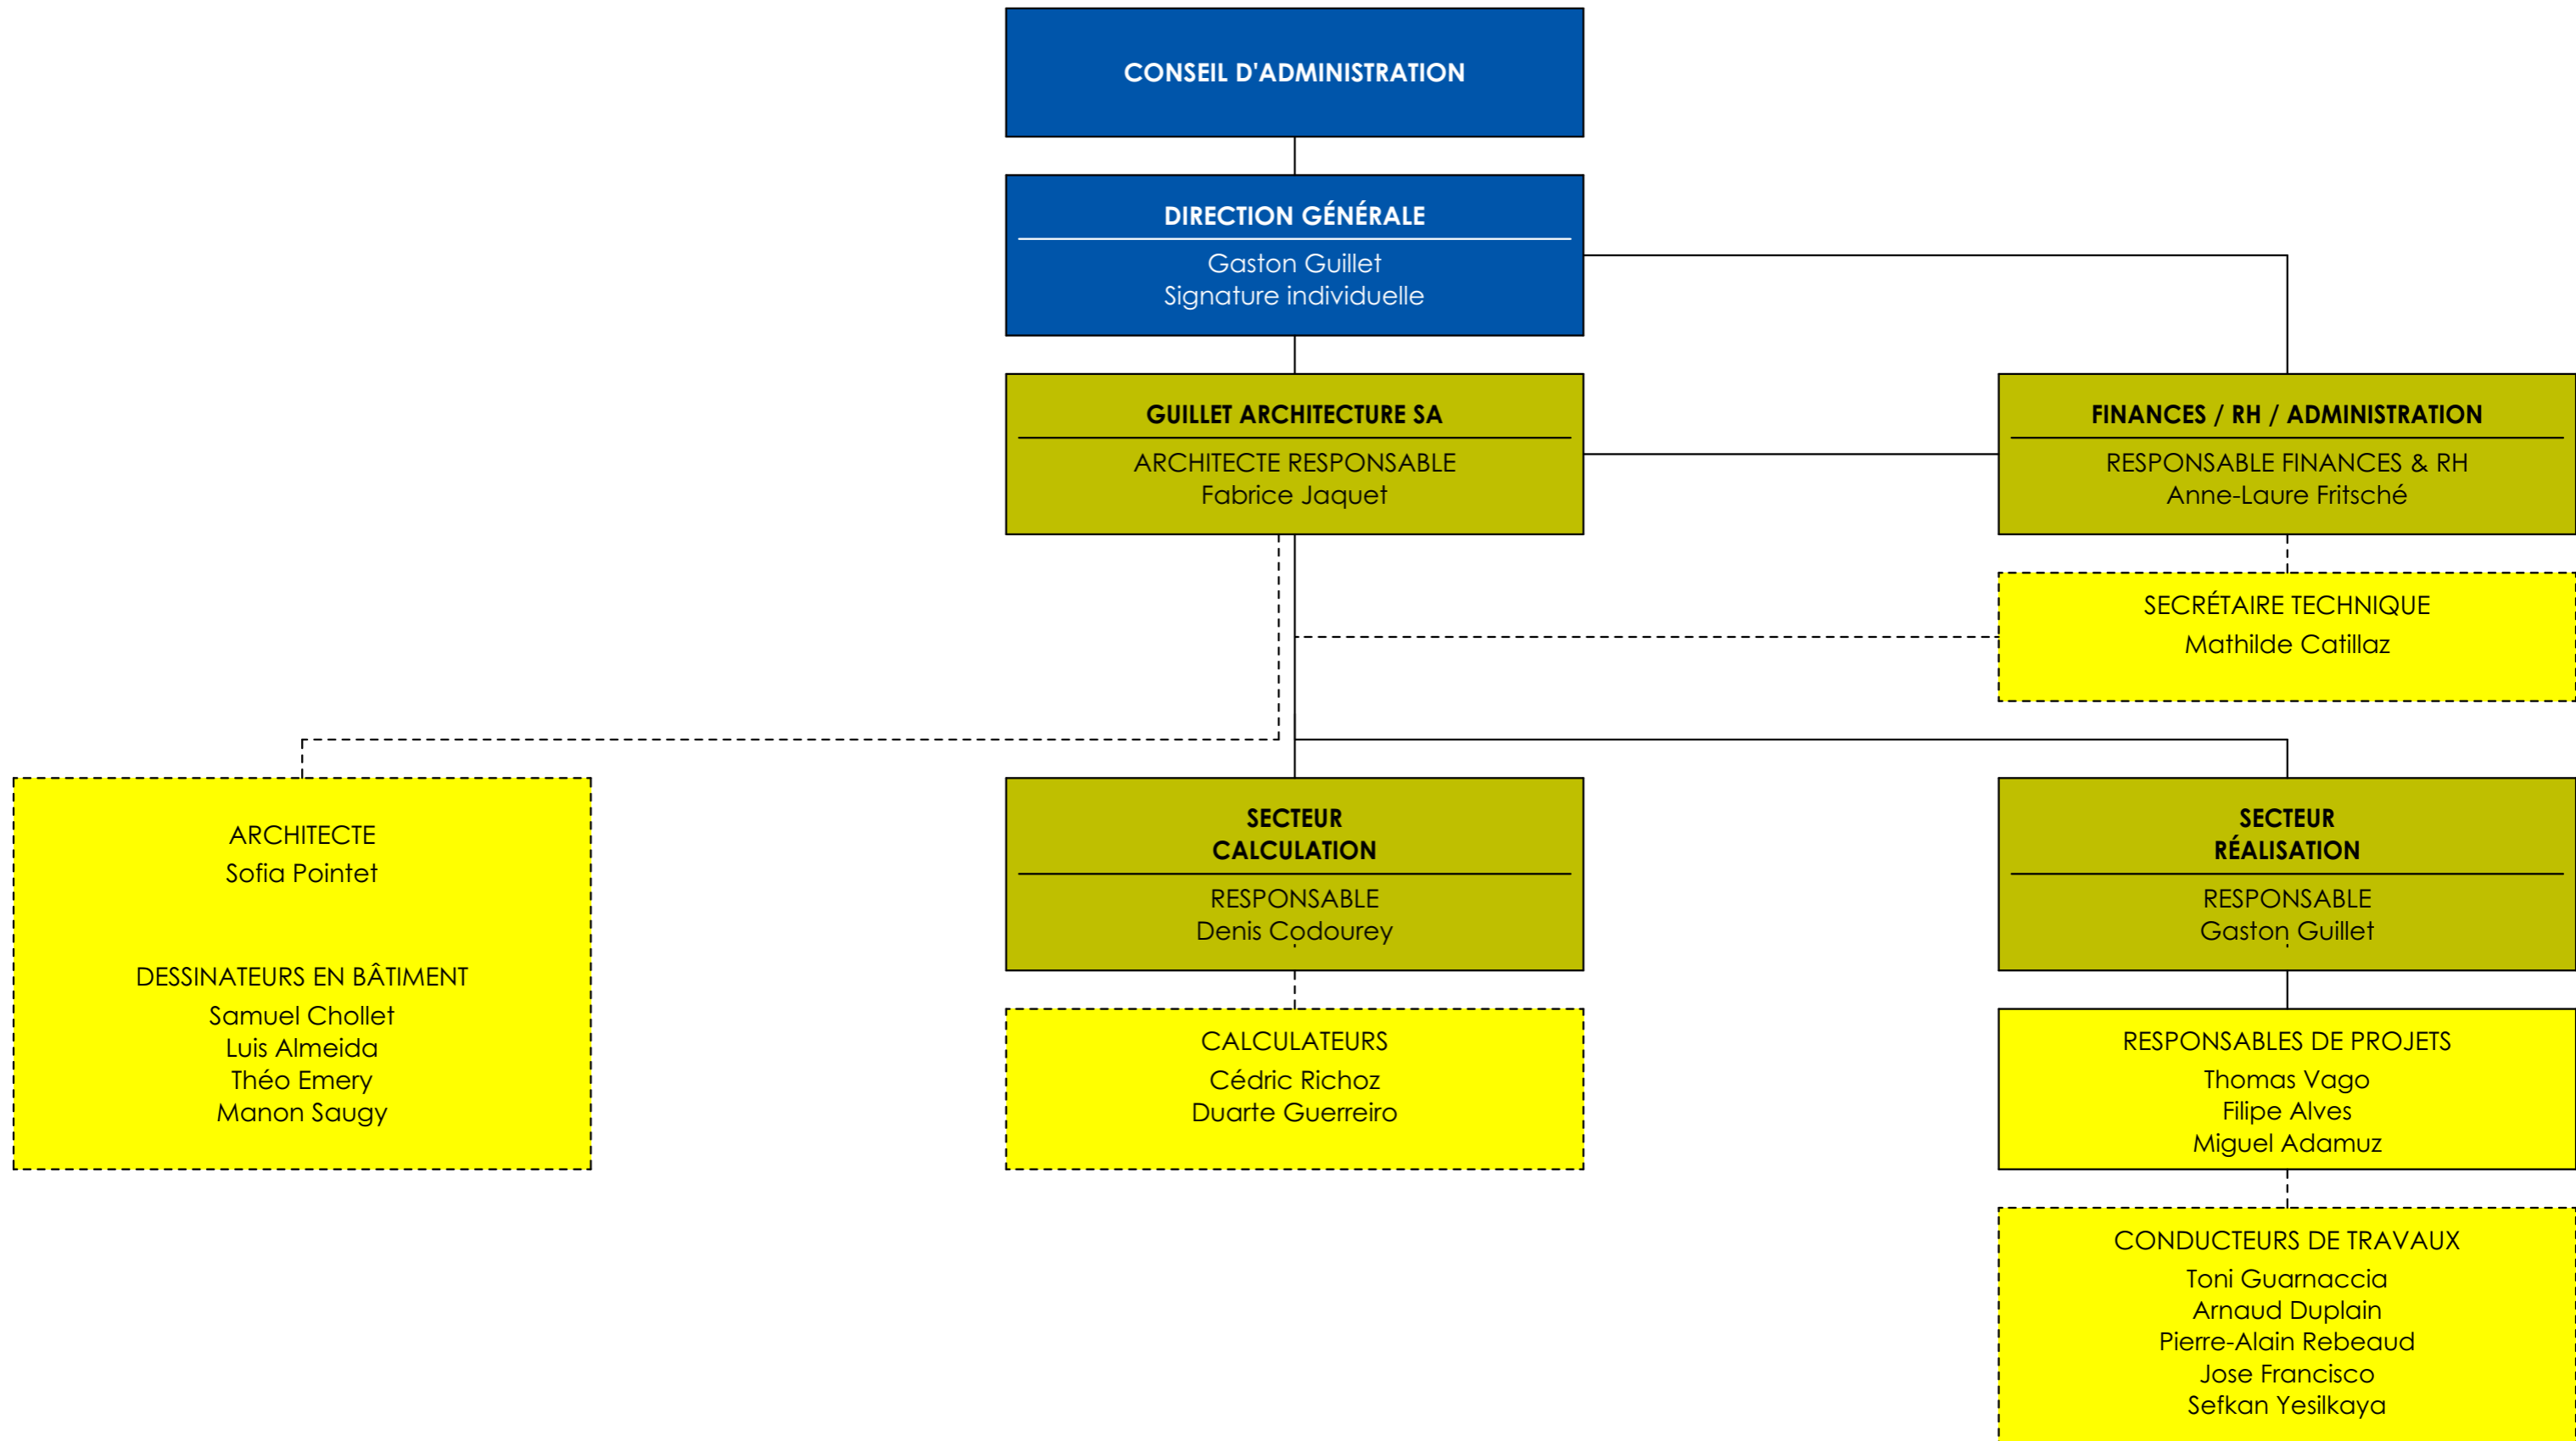 CONSEIL D'ADMINISTRATION
DIRECTION GÉNÉRALE
Gaston Guillet
Signature individuelle
GUILLET ARCHITECTURE SA
ARCHITECTE RESPONSABLE
Fabrice Jaquet
FINANCES / RH / ADMINISTRATION
RESPONSABLE FINANCES & RH
Anne-Laure Fritsché
SECRÉTAIRE TECHNIQUE
Mathilde Catillaz
ARCHITECTE
Sofia Pointet
DESSINATEURS EN BÂTIMENT
Samuel Chollet
Luis Almeida
Théo Emery
Manon Saugy
SECTEUR
CALCULATION
RESPONSABLE
Denis Codourey
CALCULATEURS
Cédric Richoz
Duarte Guerreiro
SECTEUR
RÉALISATION
RESPONSABLE
Gaston Guillet
RESPONSABLES DE PROJETS
Thomas Vago
Filipe Alves
Miguel Adamuz
CONDUCTEURS DE TRAVAUX
Toni Guarnaccia
Arnaud Duplain
Pierre-Alain Rebeaud
Jose Francisco
Sefkan Yesilkaya